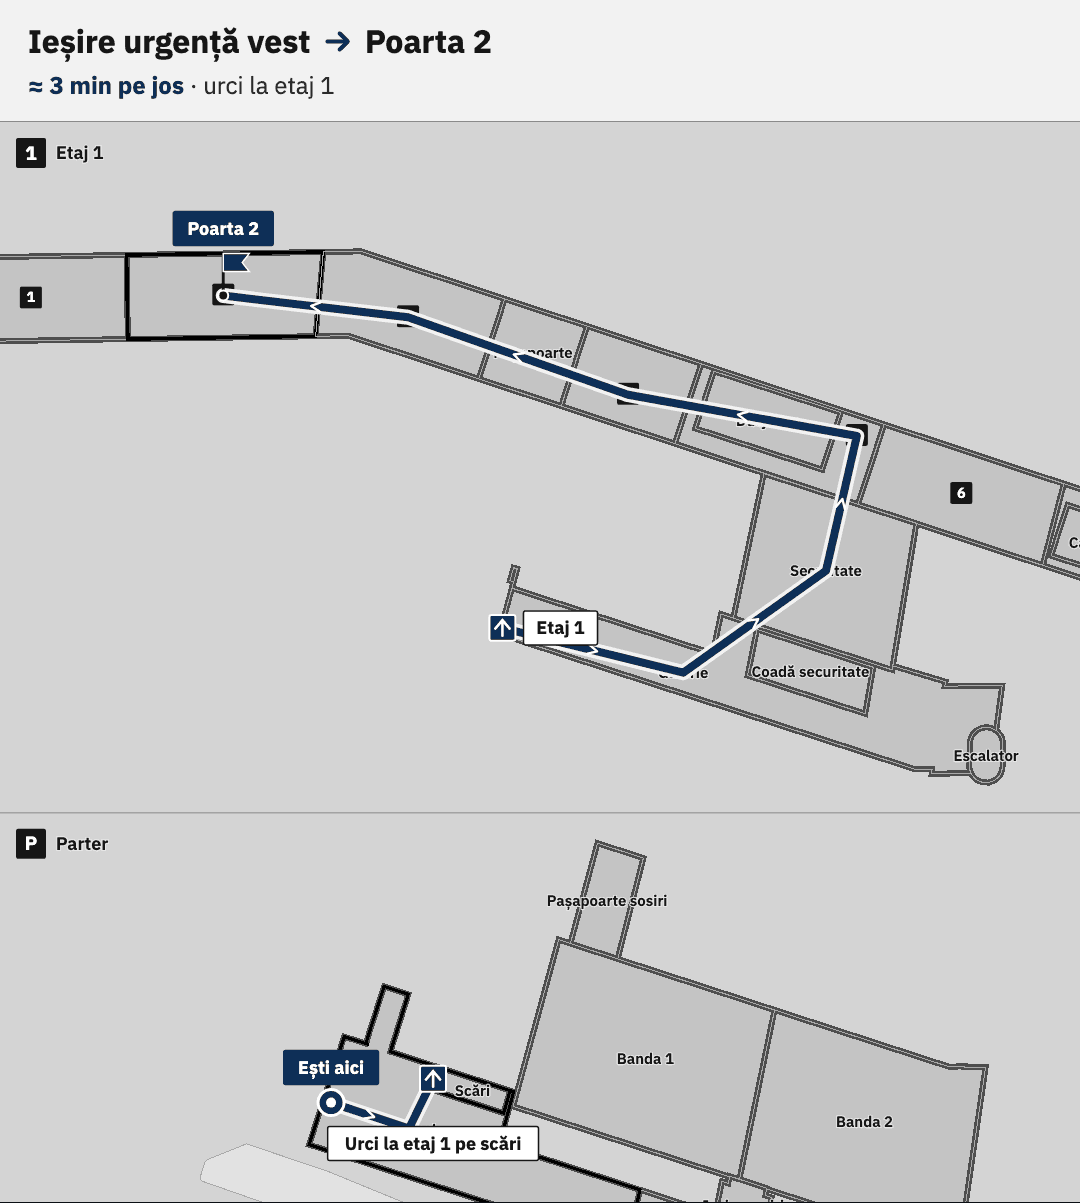 Ieșire urgență vest → Poarta 2
≈ 3 min pe jos · urci la etaj 1
1 Etaj 1
Poarta 2
1
6
Securitate
Etaj 1
Coadă securitate
Escalator
P Parter
Pașapoarte sosiri
Banda 1
Ești aici
Scări
Banda 2
Urci la etaj 1 pe scări